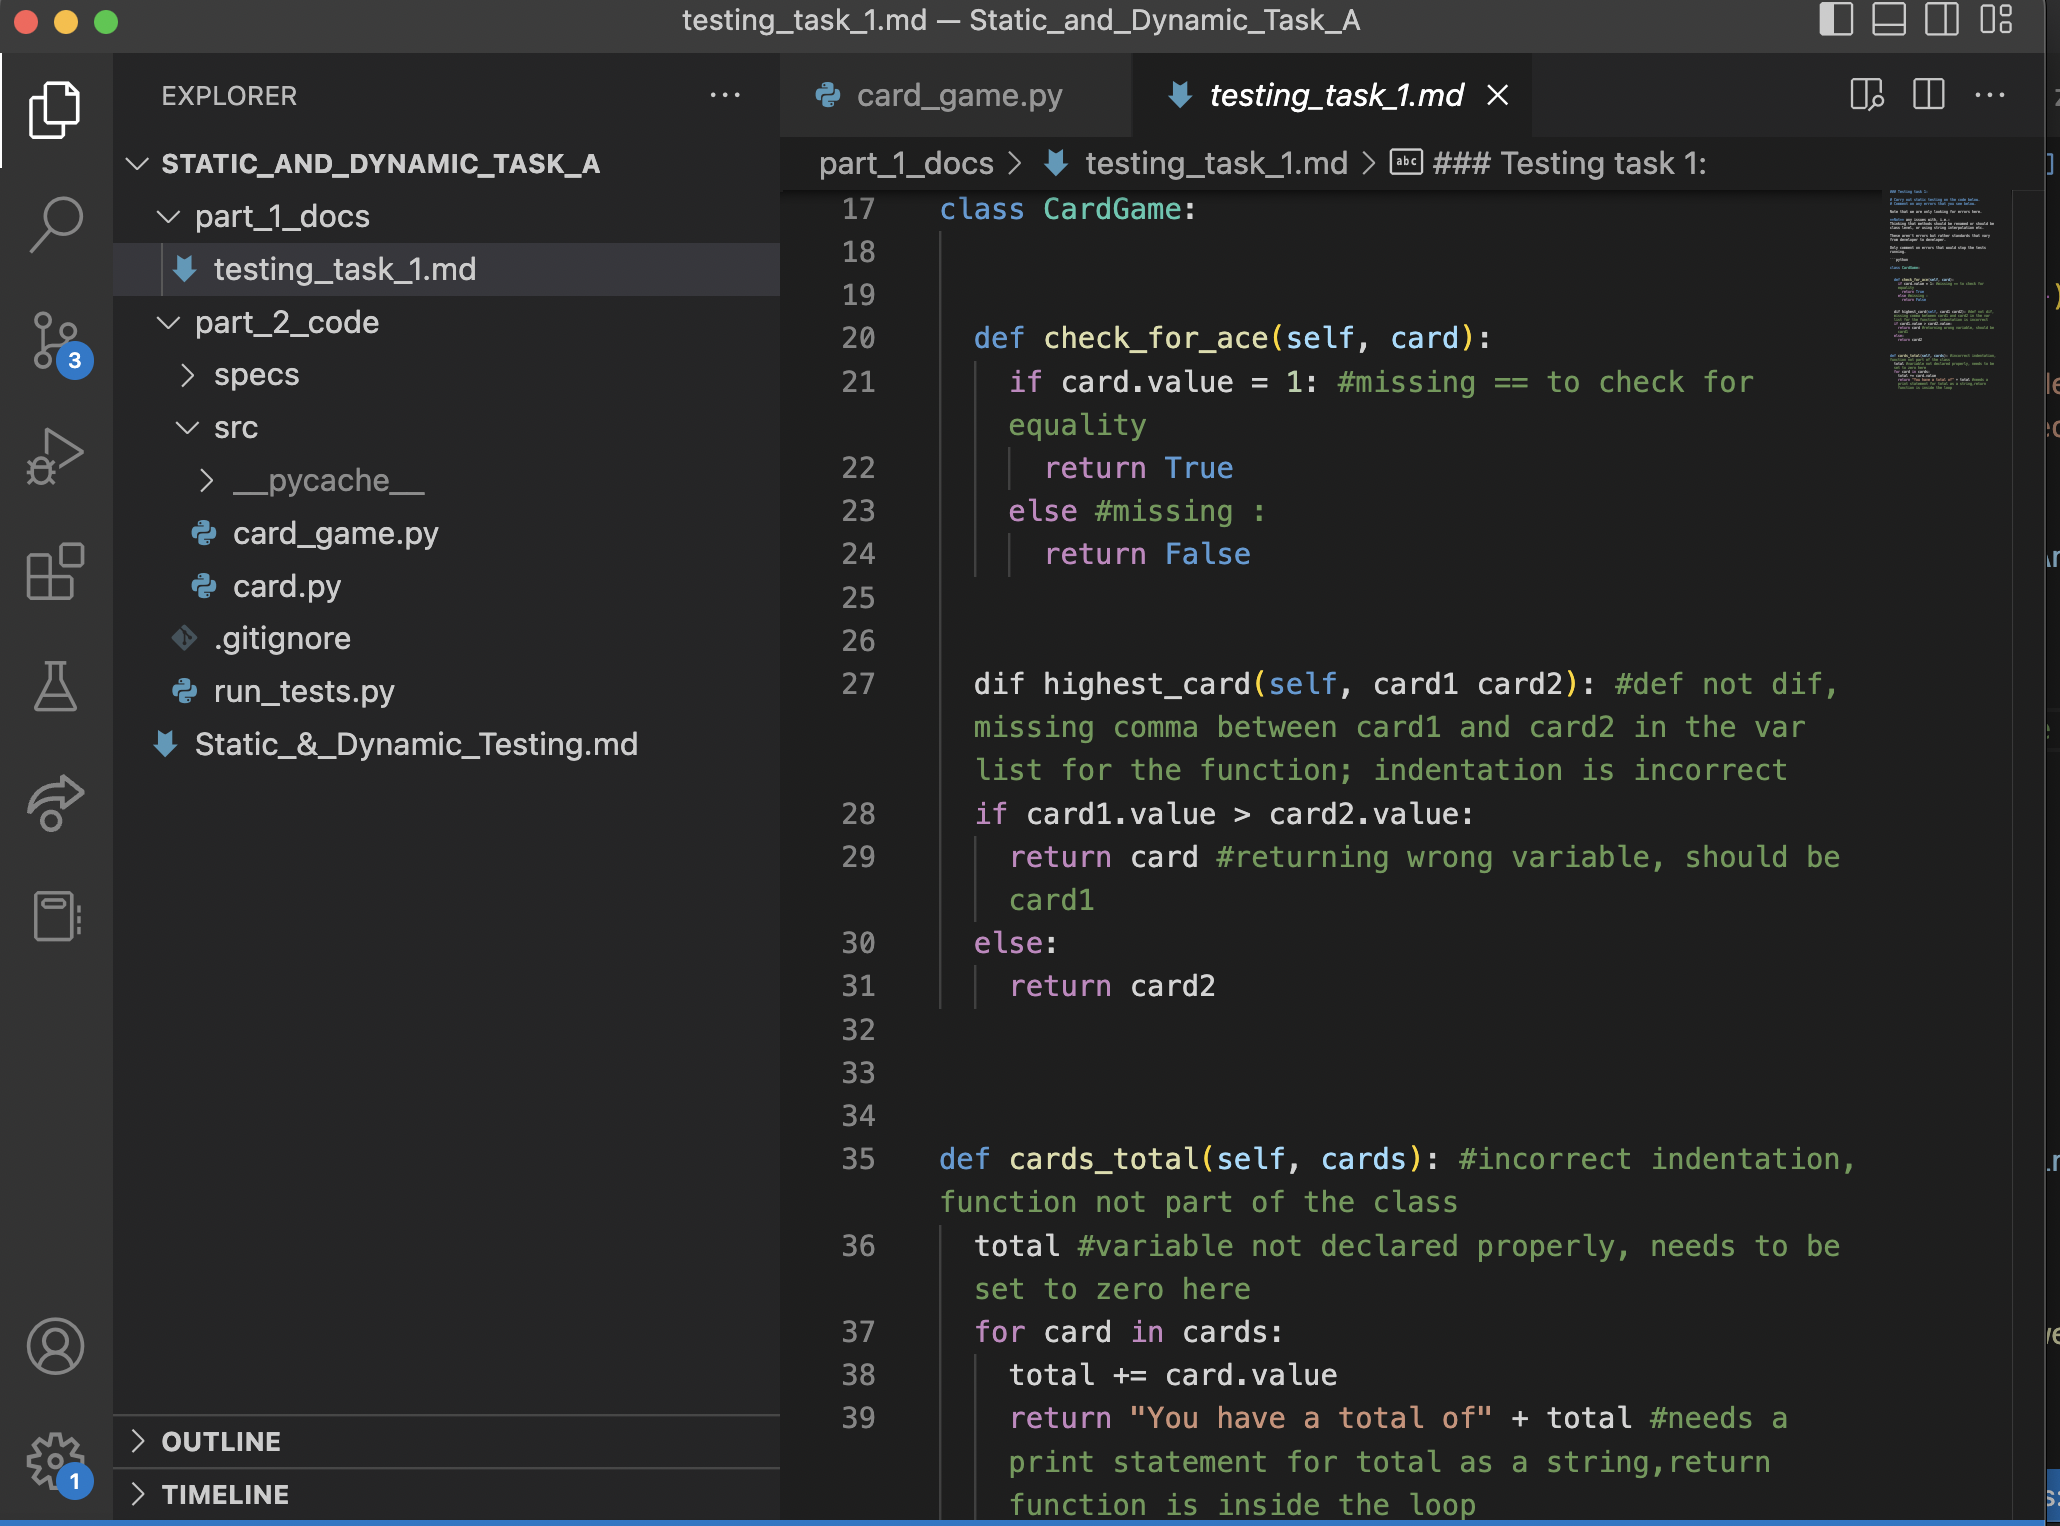 testing_task_1.md — Static_and_Dynamic_Task_A
EXPLORER
STATIC_AND_DYNAMIC_TASK_A
part_1_docs
testing_task_1.md
part_2_code
specs
src
__pycache__
card_game.py
card.py
.gitignore
run_tests.py
Static_&_Dynamic_Testing.md
OUTLINE
TIMELINE
3
1
card_game.py
testing_task_1.md
part_1_docs > testing_task_1.md > abc ### Testing task 1:
17 class CardGame:
18
19
20 def check_for_ace(self, card):
21 if card.value = 1: #missing == to check for
equality
22 return True
23 else #missing :
24 return False
25
26
27 dif highest_card(self, card1 card2): #def not dif,
missing comma between card1 and card2 in the var
list for the function; indentation is incorrect
28 if card1.value > card2.value:
29 return card #returning wrong variable, should be
card1
30 else:
31 return card2
32
33
34
35 def cards_total(self, cards): #incorrect indentation,
function not part of the class
36 total #variable not declared properly, needs to be
set to zero here
37 for card in cards:
38 total += card.value
39 return "You have a total of" + total #needs a
print statement for total as a string,return
function is inside the loop